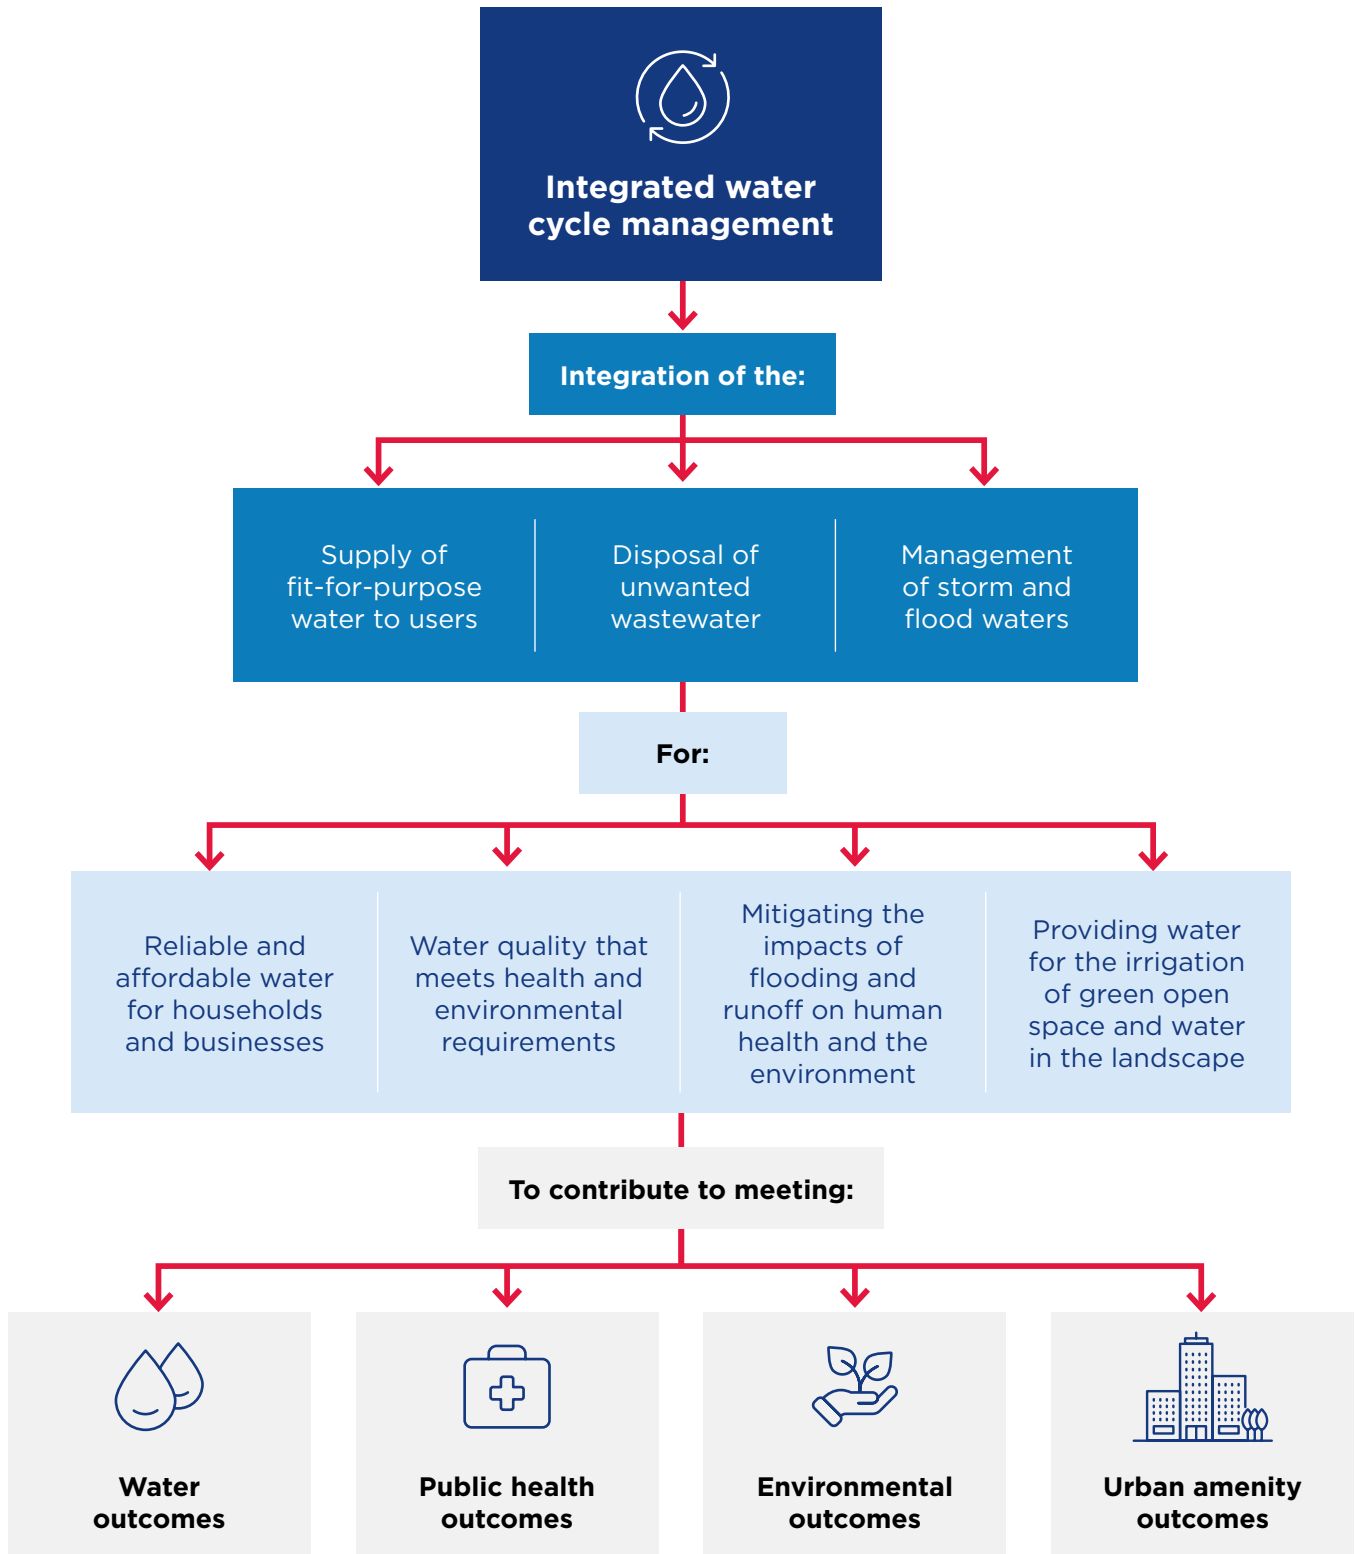 Integrated water
cycle management
Integration of the:
Supply of
fit-for-purpose
water to users
Disposal of
unwanted
wastewater
Management
of storm and
flood waters
For:
Reliable and
affordable water
for households
and businesses
Water quality that
meets health and
environmental
requirements
Mitigating the
impacts of
flooding and
runoff on human
health and the
environment
Providing water
for the irrigation
of green open
space and water
in the landscape
To contribute to meeting:
Water
outcomes
Public health
outcomes
Environmental
outcomes
Urban amenity
outcomes